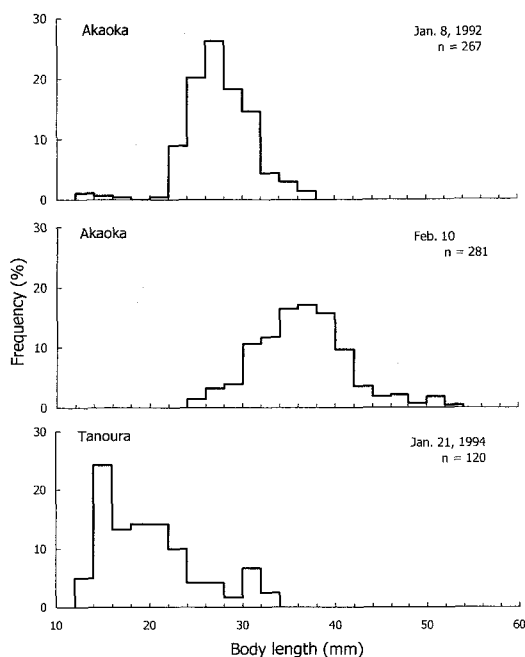 30
Akaoka
Jan. 8, 1992
n = 267
20
10
0
30
Akaoka
Feb. 10
n = 281
20
10
0
Frequency (%)
30
Tanoura
Jan. 21, 1994
n = 120
20
10
0
10 20 30 40 50 60
Body length (mm)